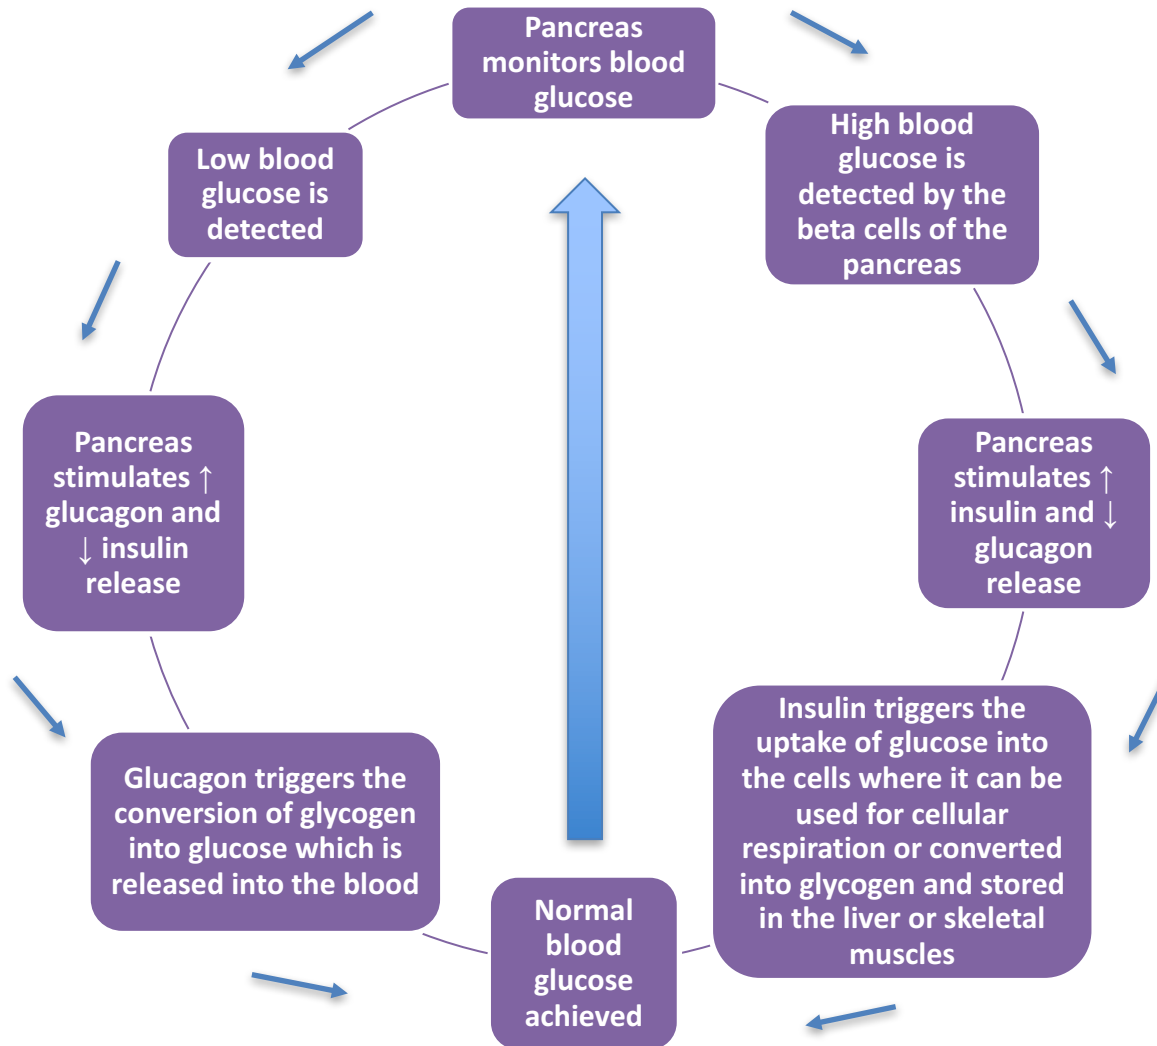 Pancreas
monitors blood
glucose
High blood
glucose is
detected by the
beta cells of the
pancreas
Pancreas
stimulates ↑
insulin and ↓
glucagon
release
Insulin triggers the
uptake of glucose into
the cells where it can be
used for cellular
respiration or converted
into glycogen and stored
in the liver or skeletal
muscles
Normal
blood
glucose
achieved
Glucagon triggers the
conversion of glycogen
into glucose which is
released into the blood
Pancreas
stimulates ↑
glucagon and
↓ insulin
release
Low blood
glucose is
detected